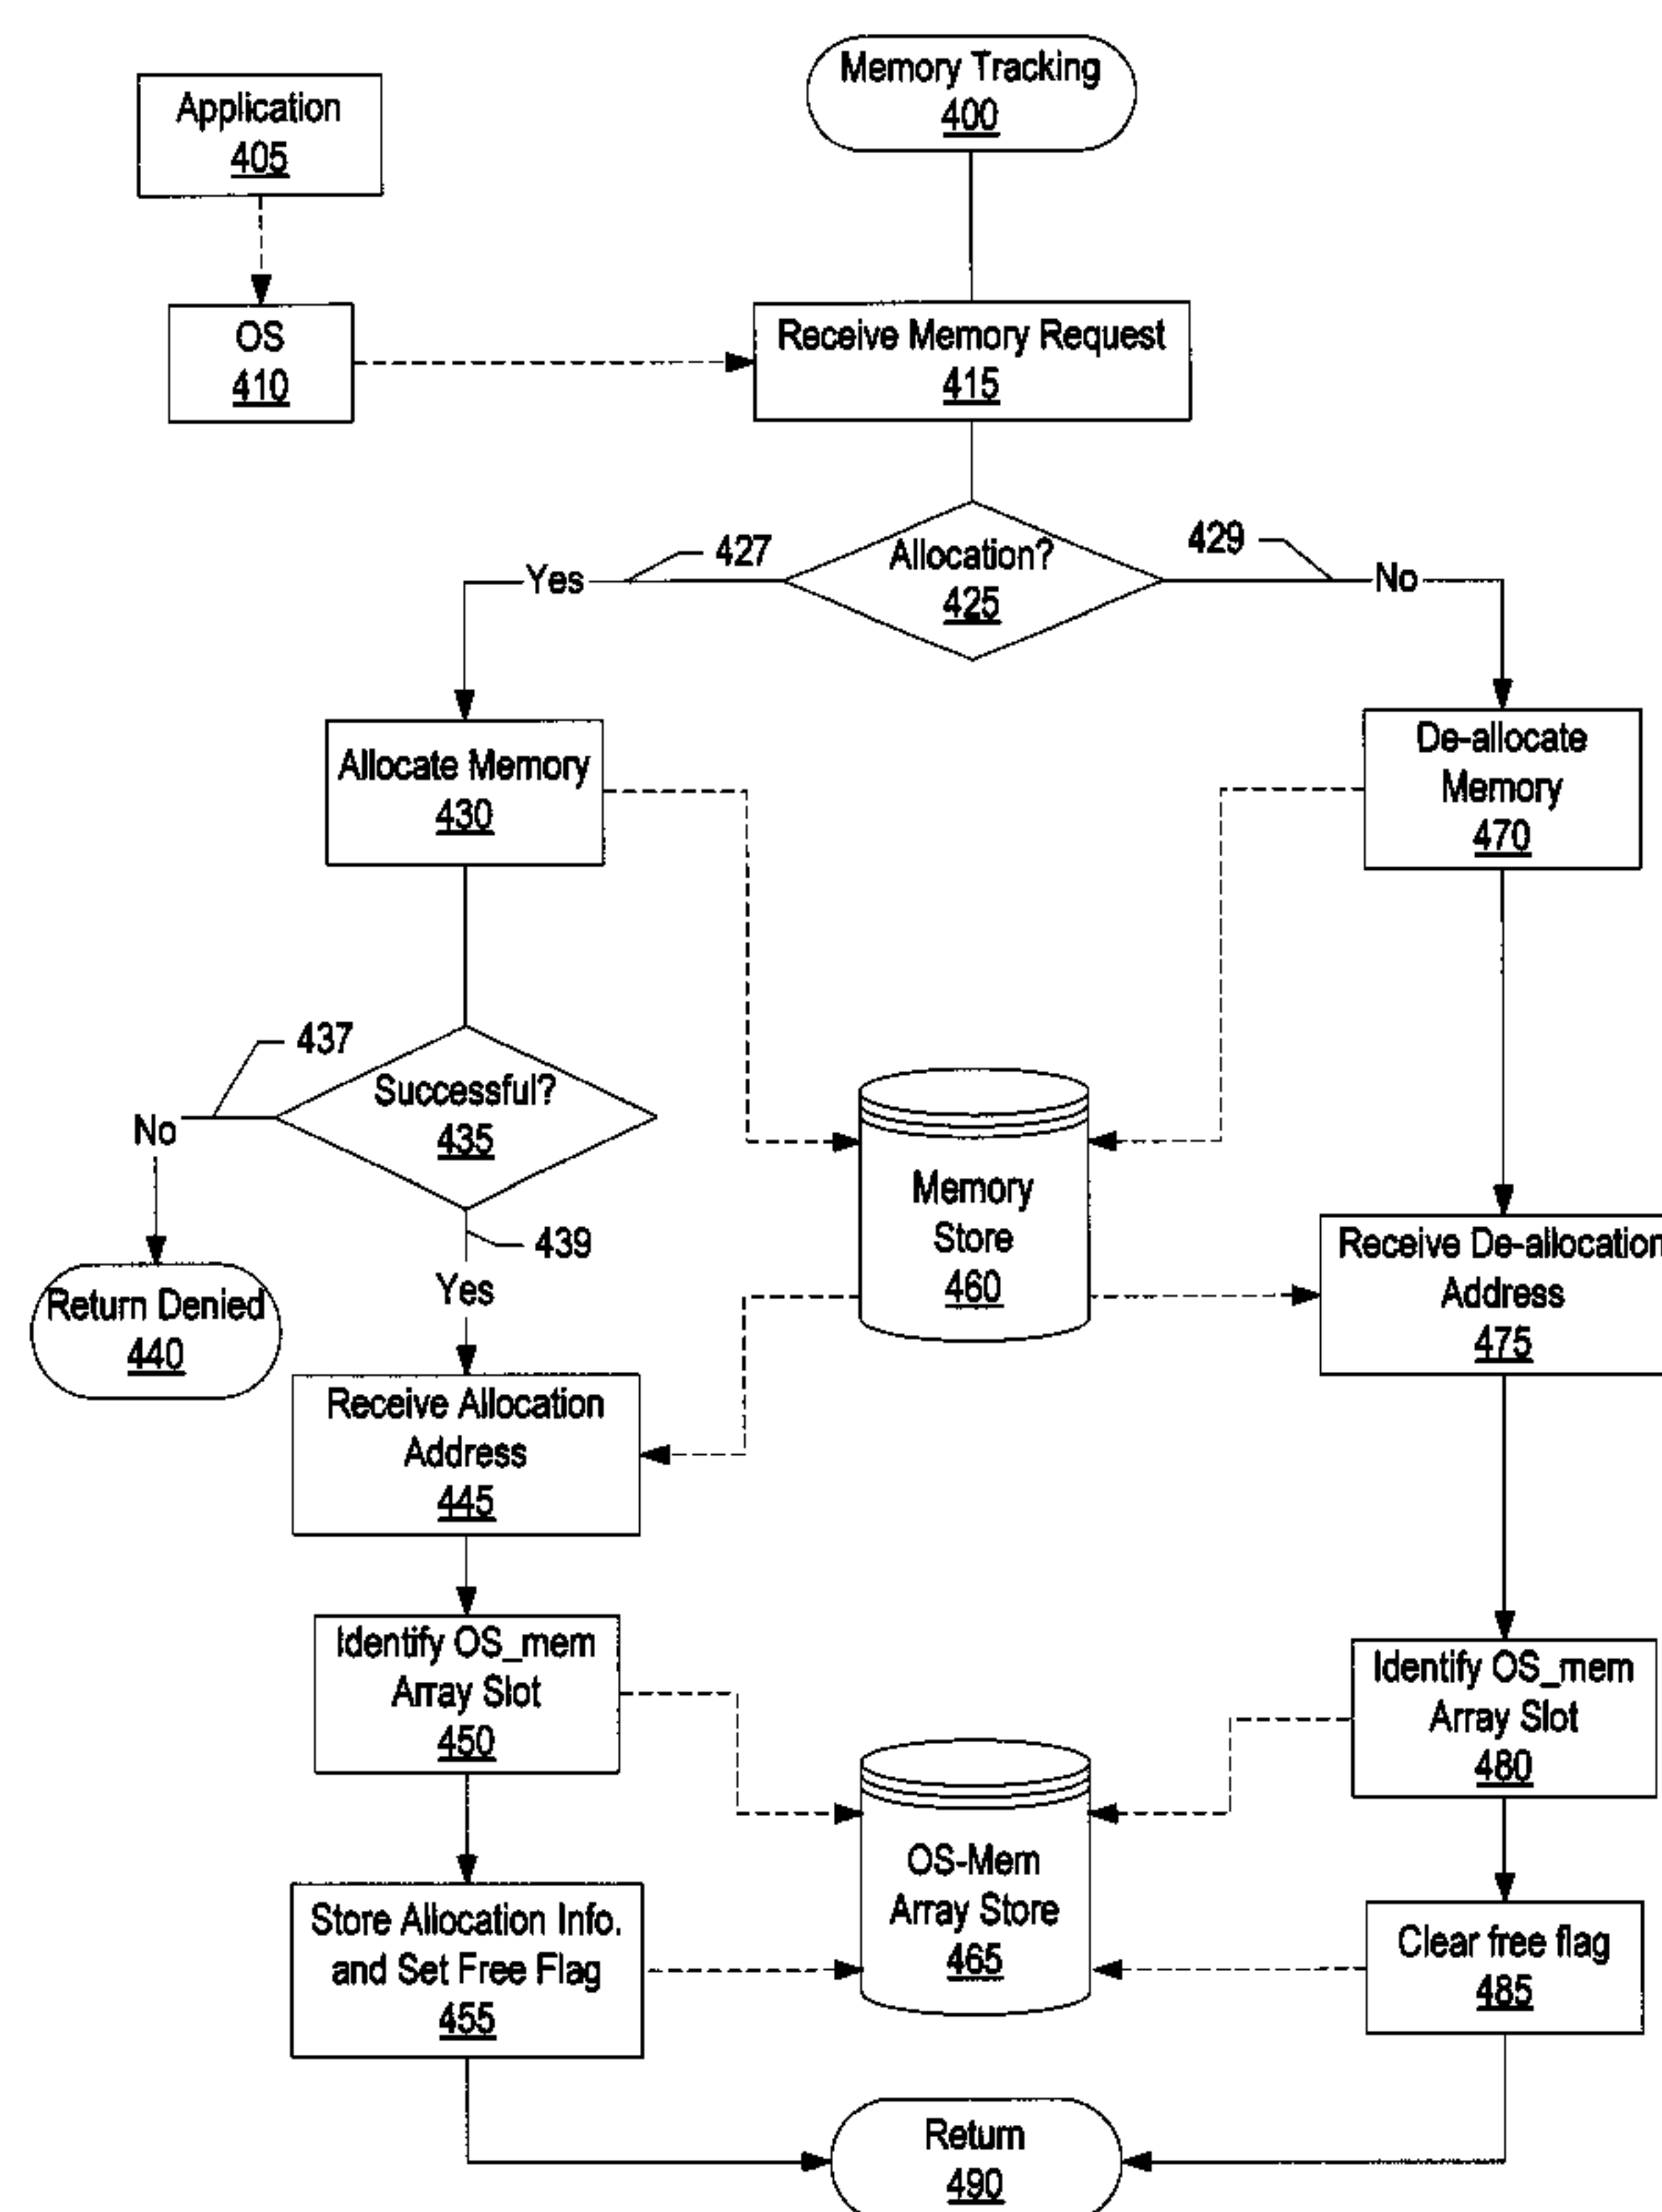 Memory Tracking
400
Application
405
OS
410
Receive Memory Request
415
427
429
Yes
Allocation?
425
No
Allocate Memory
430
De-allocate
Memory
470
437
Successful?
435
No
439
Yes
Memory
Store
460
Return Denied
440
Receive De-allocation
Address
475
Receive Allocation
Address
445
Identify OS_mem
Array Slot
450
Identify OS_mem
Array Slot
480
OS-Mem
Array Store
465
Store Allocation Info.
and Set Free Flag
455
Clear free flag
485
Return
490